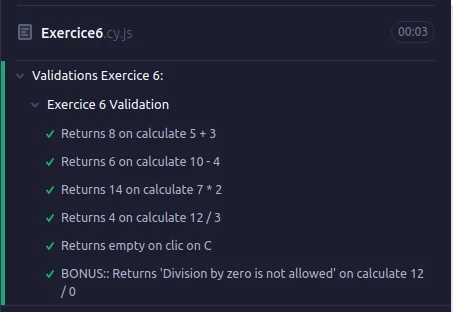 Exercice6.cy.js
00:03
Validations Exercice 6:
Exercice 6 Validation
Returns 8 on calculate 5 + 3
Returns 6 on calculate 10 - 4
Returns 14 on calculate 7 * 2
Returns 4 on calculate 12 / 3
Returns empty on clic on C
BONUS:: Returns 'Division by zero is not allowed' on calculate 12
/ 0